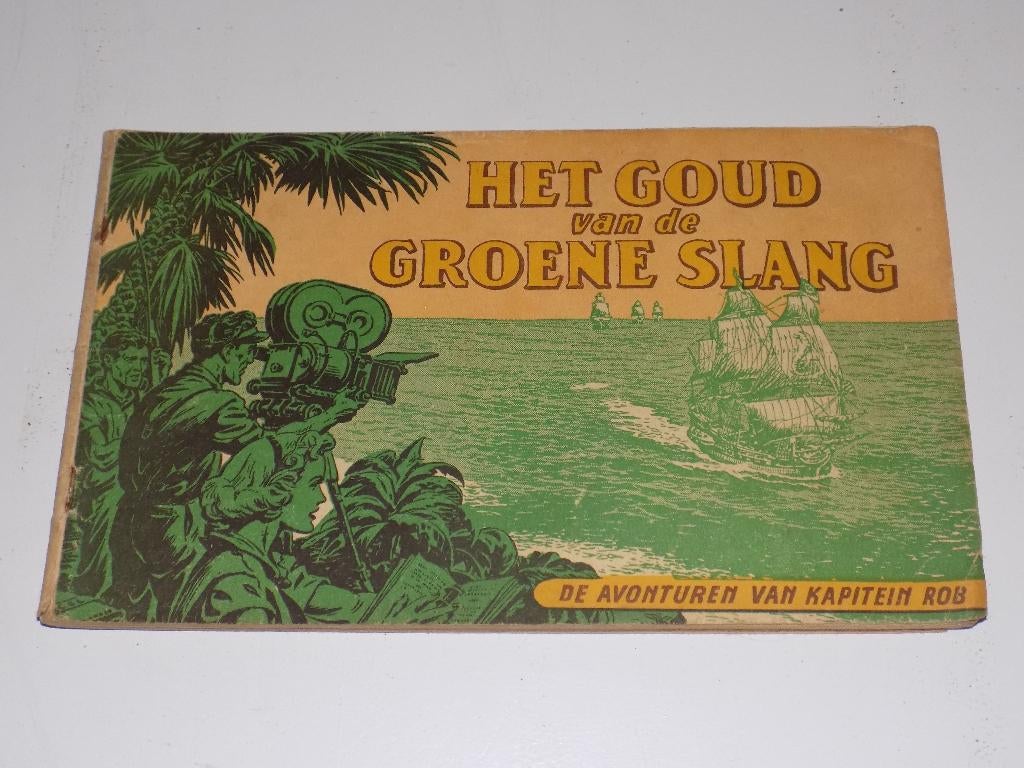 HET GOUD
van de
GROENE SLANG
DE AVONTUREN VAN KAPITEIN ROB